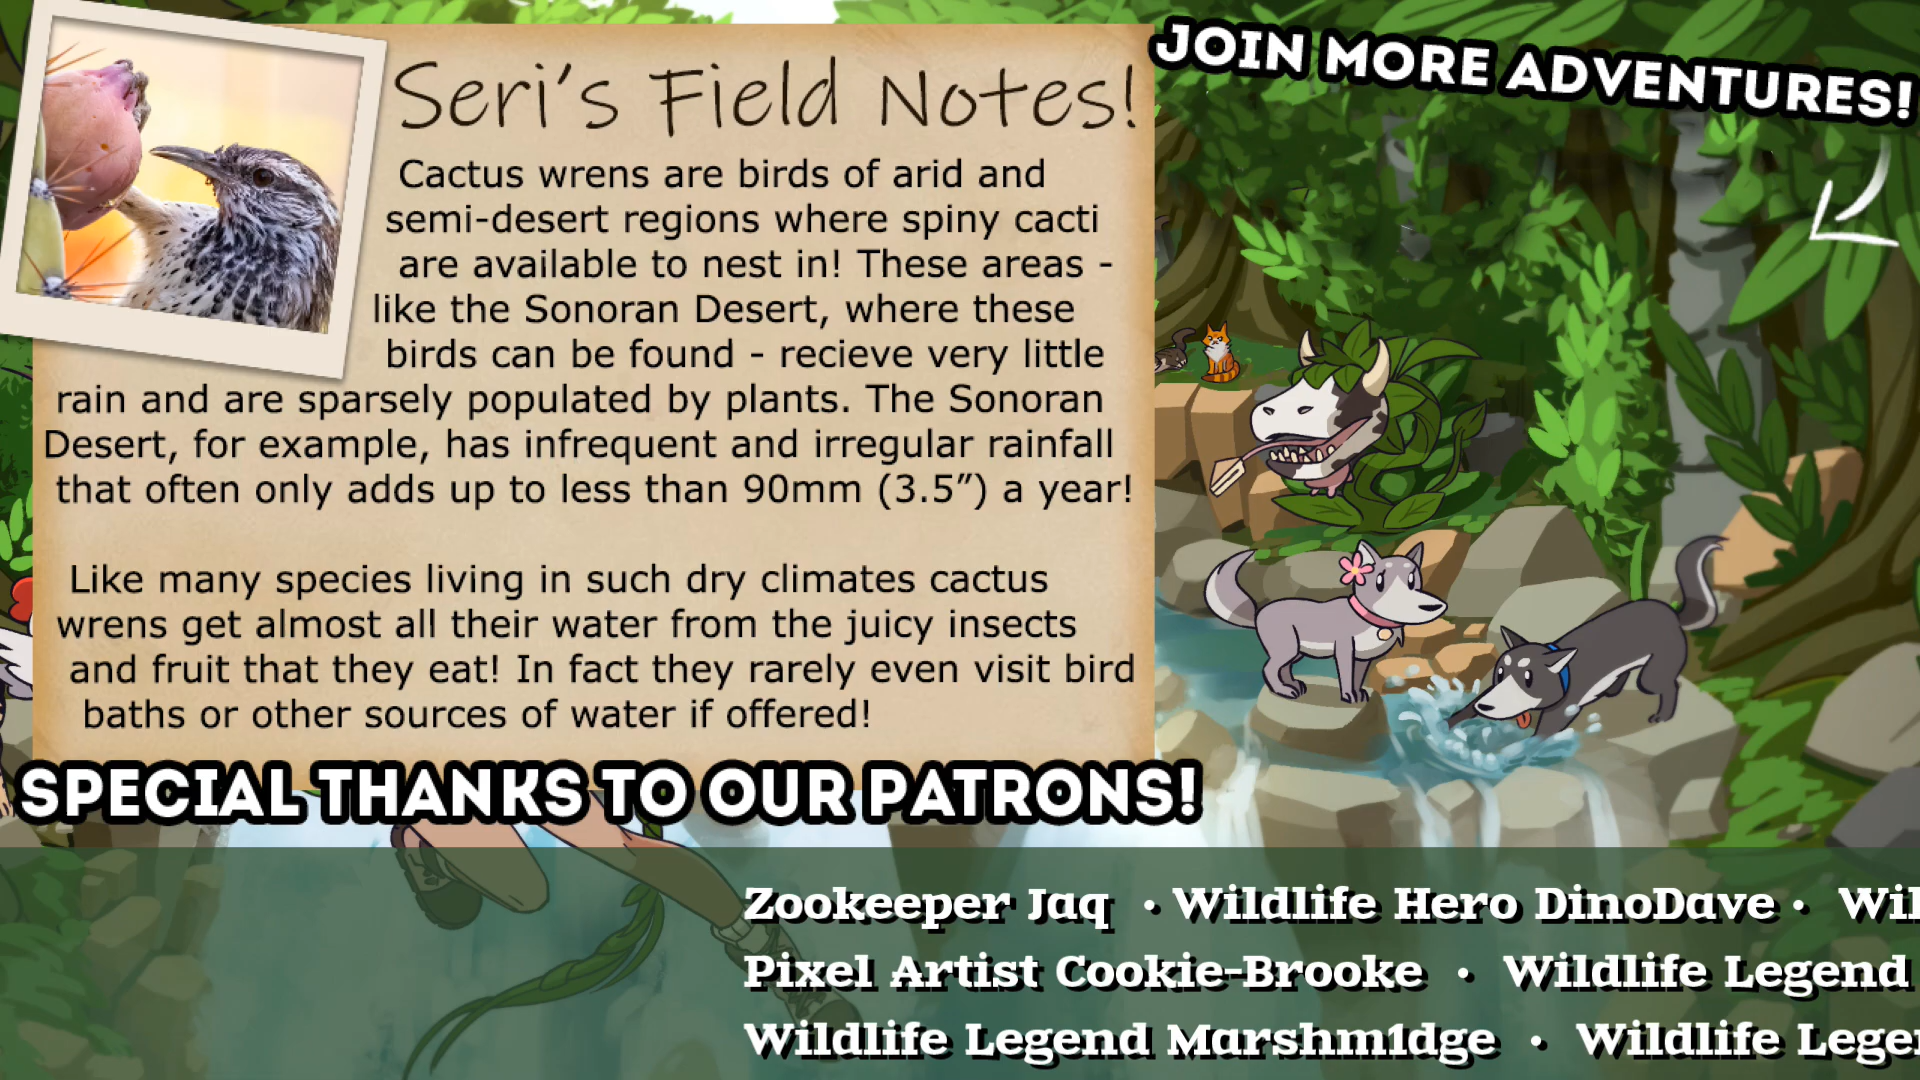 Seri's Field Notes!
JOIN MORE ADVENTURES!
Cactus wrens are birds of arid and
semi-desert regions where spiny cacti
are available to nest in! These areas -
like the Sonoran Desert, where these
birds can be found - recieve very little
rain and are sparsely populated by plants. The Sonoran
Desert, for example, has infrequent and irregular rainfall
that often only adds up to less than 90mm (3.5”) a year!
Like many species living in such dry climates cactus
wrens get almost all their water from the juicy insects
and fruit that they eat! In fact they rarely even visit bird
baths or other sources of water if offered!
SPECIAL THANKS TO OUR PATRONS!
Zookeeper Jaq • Wildlife Hero DinoDave • Wil
Pixel Artist Cookie-Brooke • Wildlife Legend
Wildlife Legend Marshm1dge • Wildlife Lege